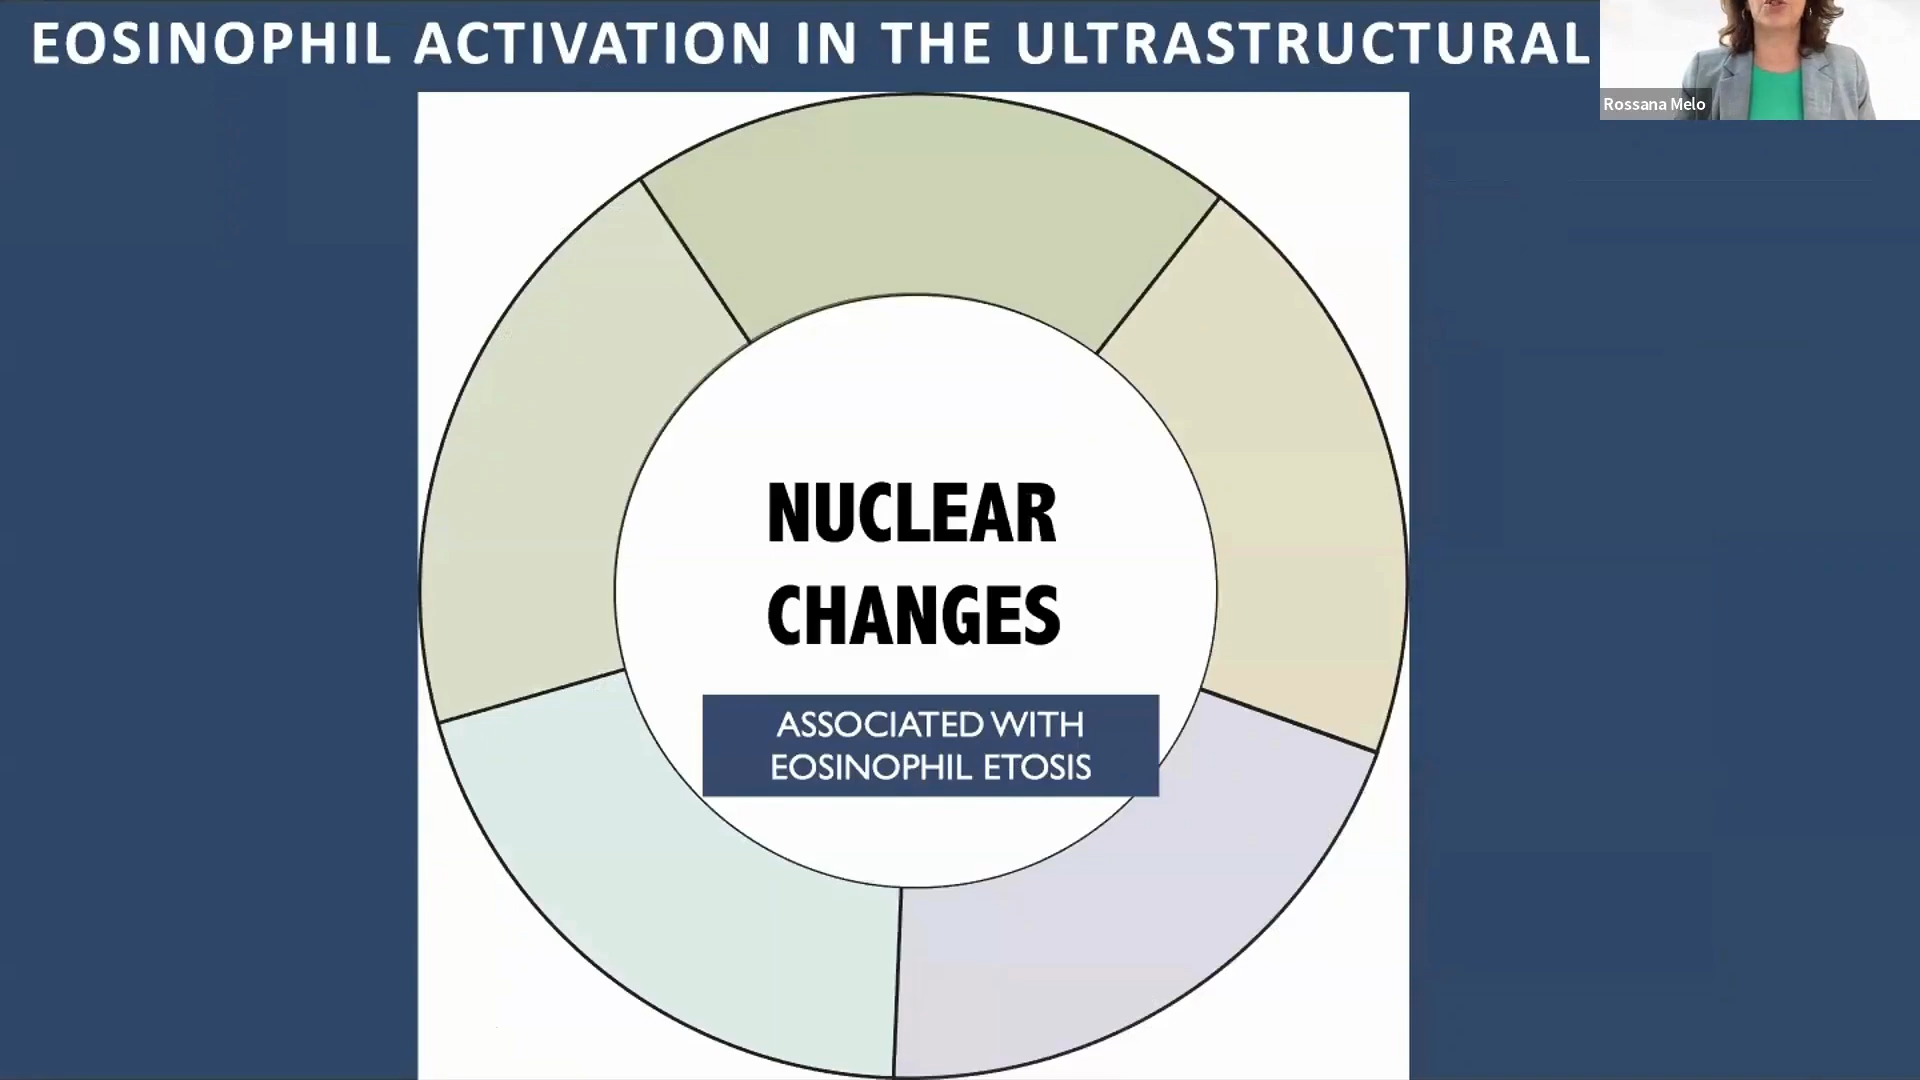 EOSINOPHIL ACTIVATION IN THE ULTRASTRUCTURAL
Rossana Melo
NUCLEAR
CHANGES
ASSOCIATED WITH
EOSINOPHIL ETOSIS